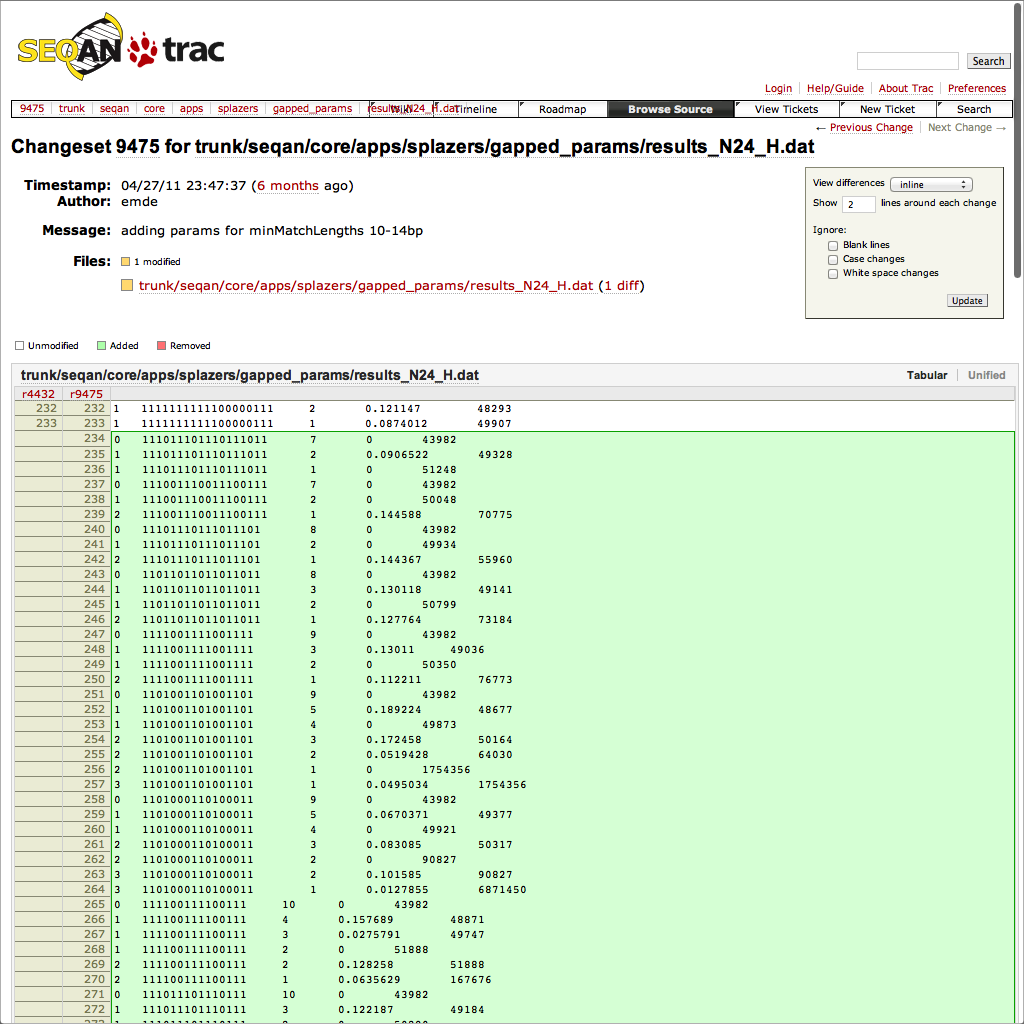 SEQAN trac
Search
Login Help/Guide About Trac Preferences
9475 trunk seqan core apps splazers gapped_params results_N24_H.dat Wiki Timeline Roadmap Browse Source View Tickets New Ticket Search
← Previous Change Next Change →
Changeset 9475 for trunk/seqan/core/apps/splazers/gapped_params/results_N24_H.dat
Timestamp: 04/27/11 23:47:37 (6 months ago)
Author: emde
Message: adding params for minMatchLengths 10-14bp
Files: 1 modified
trunk/seqan/core/apps/splazers/gapped_params/results_N24_H.dat (1 diff)
View differences inline
Show 2 lines around each change
Ignore:
Blank lines
Case changes
White space changes
Update
Unmodified Added Removed
trunk/seqan/core/apps/splazers/gapped_params/results_N24_H.dat Tabular Unified
r4432 r9475
232 232 1 1111111111100000111 2 0.121147 48293
233 233 1 1111111111100000111 1 0.0874012 49907
234 0 111011101110111011 7 0 43982
235 1 111011101110111011 2 0.0906522 49328
236 1 111011101110111011 1 0 51248
237 0 111001110011100111 7 0 43982
238 1 111001110011100111 2 0 50048
239 2 111001110011100111 1 0.144588 70775
240 0 11101110111011101 8 0 43982
241 1 11101110111011101 2 0 49934
242 2 11101110111011101 1 0.144367 55960
243 0 11011011011011011 8 0 43982
244 1 11011011011011011 3 0.130118 49141
245 1 11011011011011011 2 0 50799
246 2 11011011011011011 1 0.127764 73184
247 0 1111001111001111 9 0 43982
248 1 1111001111001111 3 0.13011 49036
249 1 1111001111001111 2 0 50350
250 2 1111001111001111 1 0.112211 76773
251 0 1101001101001101 9 0 43982
252 1 1101001101001101 5 0.189224 48677
253 1 1101001101001101 4 0 49873
254 2 1101001101001101 3 0.172458 50164
255 2 1101001101001101 2 0.0519428 64030
256 2 1101001101001101 1 0 1754356
257 3 1101001101001101 1 0.0495034 1754356
258 0 1101000110100011 9 0 43982
259 1 1101000110100011 5 0.0670371 49377
260 1 1101000110100011 4 0 49921
261 2 1101000110100011 3 0.083085 50317
262 2 1101000110100011 2 0 90827
263 3 1101000110100011 2 0.101585 90827
264 3 1101000110100011 1 0.0127855 6871450
265 0 111100111100111 10 0 43982
266 1 111100111100111 4 0.157689 48871
267 1 111100111100111 3 0.0275791 49747
268 1 111100111100111 2 0 51888
269 2 111100111100111 2 0.128258 51888
270 2 111100111100111 1 0.0635629 167676
271 0 111011101110111 10 0 43982
272 1 111011101110111 3 0.122187 49184